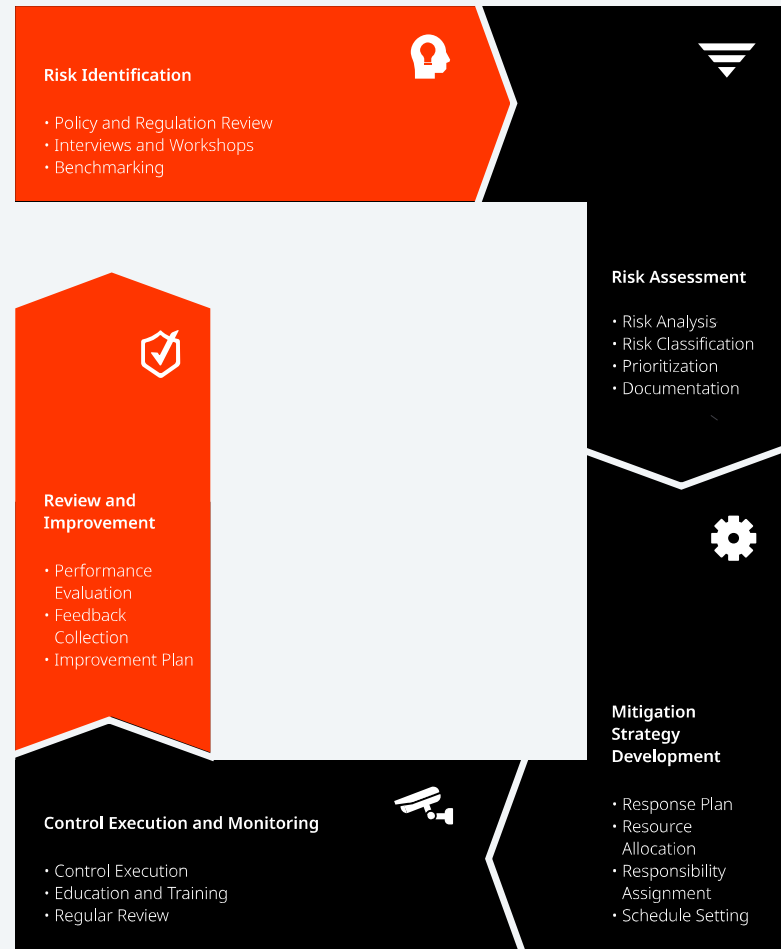 Risk Identification
• Policy and Regulation Review
• Interviews and Workshops
• Benchmarking
Risk Assessment
• Risk Analysis
• Risk Classification
• Prioritization
• Documentation
Mitigation
Strategy
Development
• Response Plan
• Resource
Allocation
• Responsibility
Assignment
• Schedule Setting
Control Execution and Monitoring
• Control Execution
• Education and Training
• Regular Review
Review and
Improvement
• Performance
Evaluation
• Feedback
Collection
• Improvement Plan